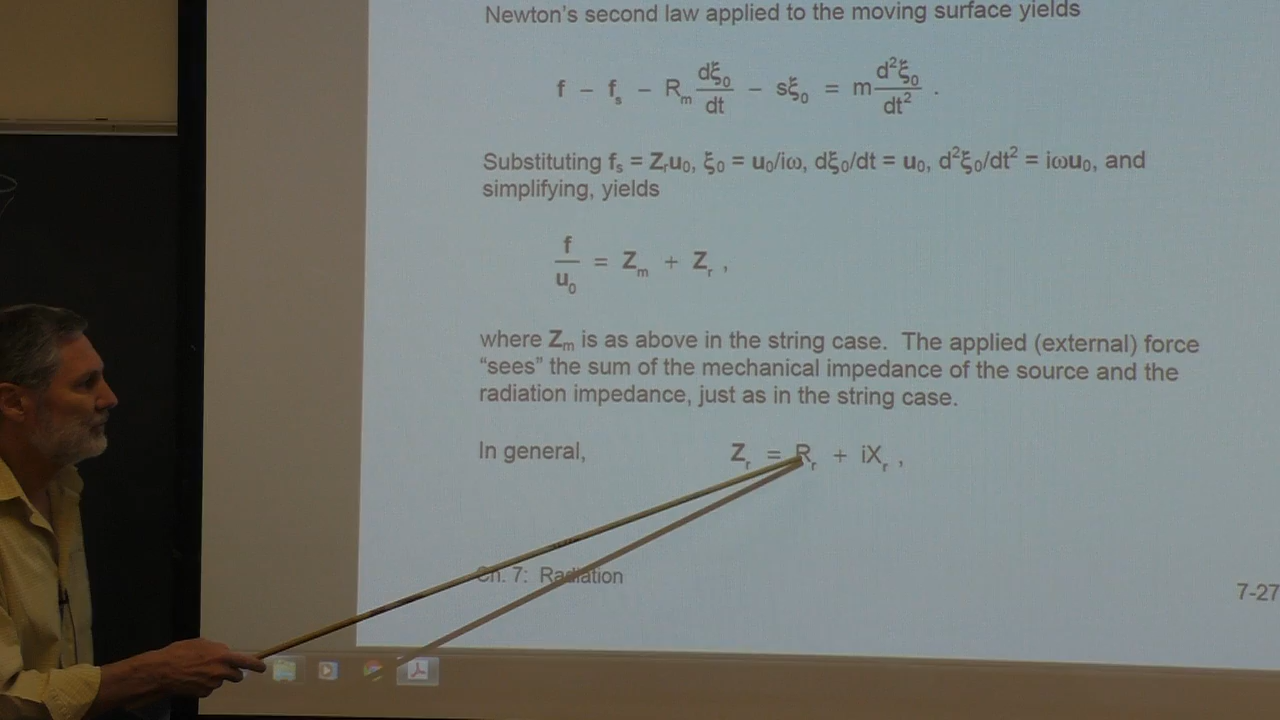 Newton's second law applied to the moving surface yields
f − fₛ − Rₘ dξ₀/dt − sξ₀ = m d²ξ₀/dt² .
Substituting fₛ = Zᵣu₀, ξ₀ = u₀/iω, dξ₀/dt = u₀, d²ξ₀/dt² = iωu₀, and
simplifying, yields
f/u₀ = Zₘ + Zᵣ ,
where Zₘ is as above in the string case. The applied (external) force
“sees” the sum of the mechanical impedance of the source and the
radiation impedance, just as in the string case.
In general, Zᵣ = Rᵣ + iXᵣ ,
Ch. 7: Radiation
7-27